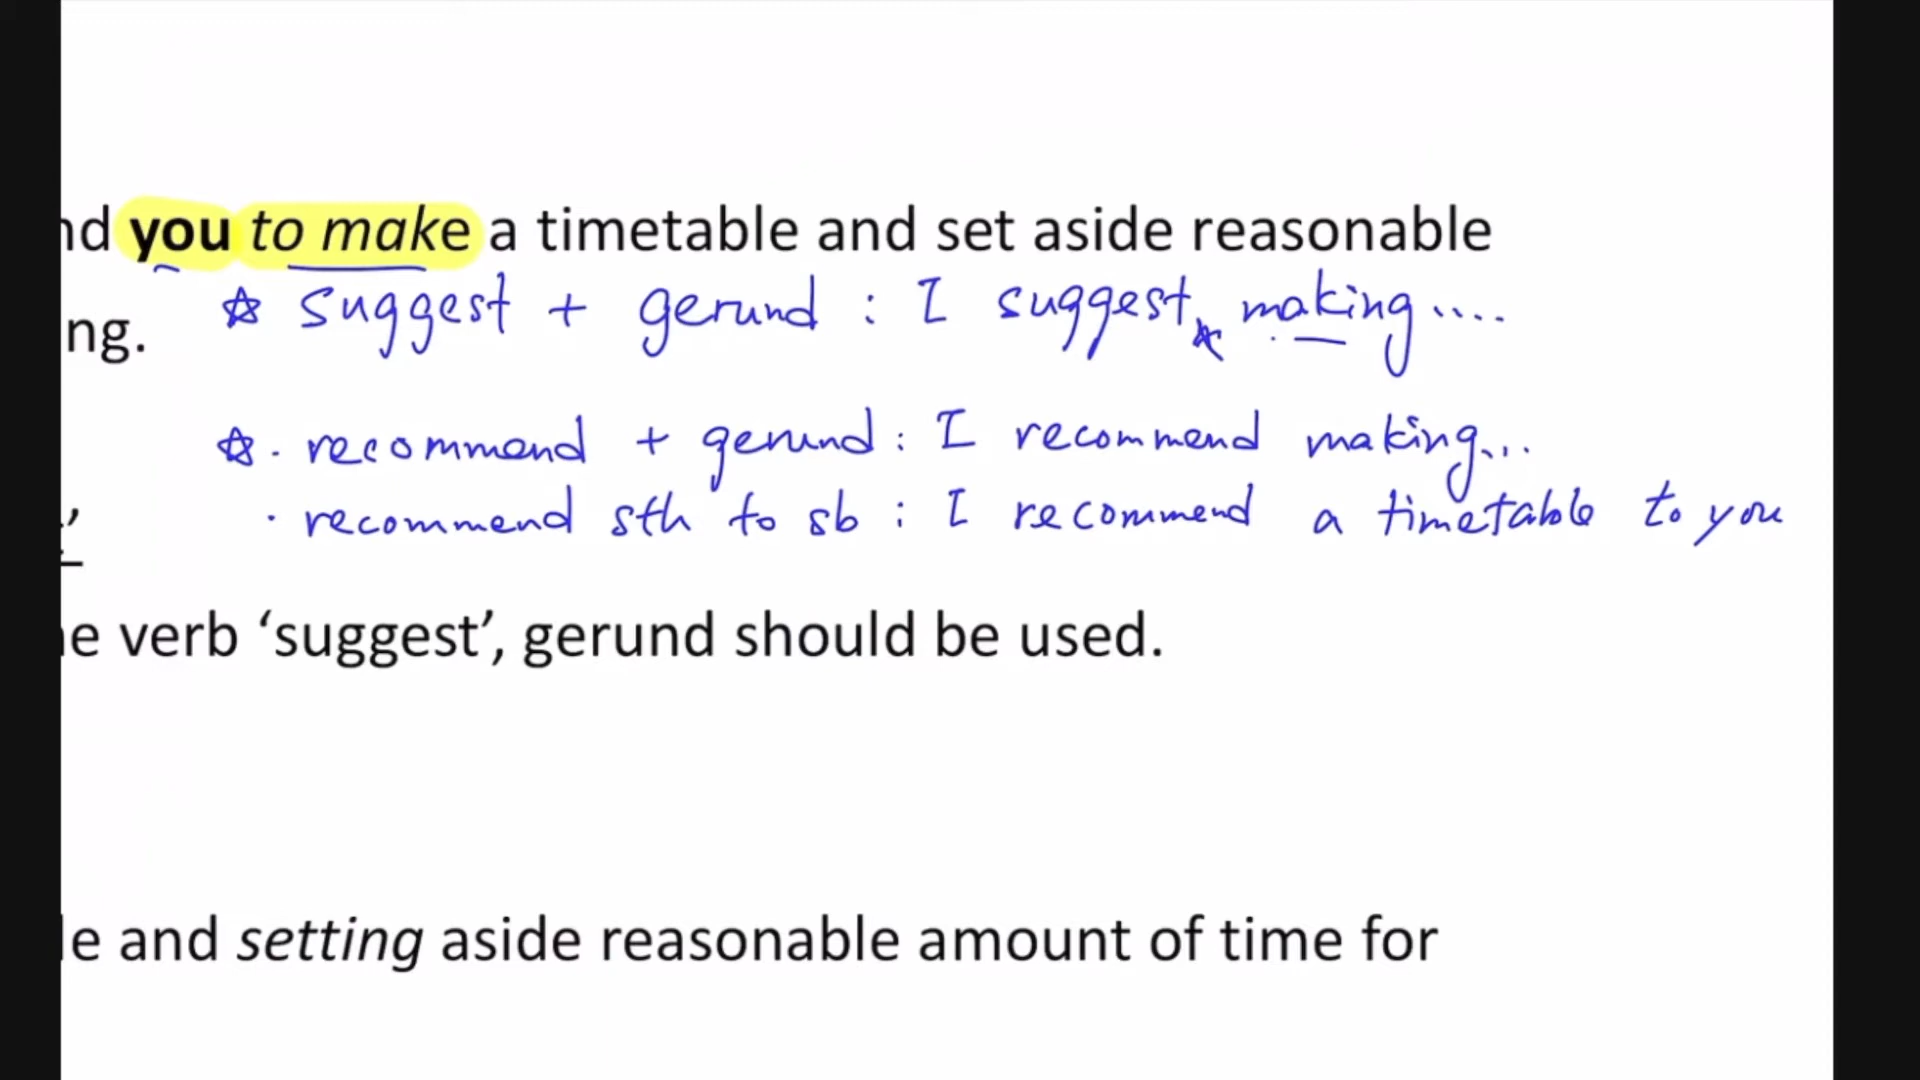 nd you to make a timetable and set aside reasonable
☆ suggest + gerund : I suggest making....
ng.
☆ · recommend + gerund : I recommend making...
· recommend sth to sb : I recommend a timetable to you
e verb ‘suggest’, gerund should be used.
le and setting aside reasonable amount of time for